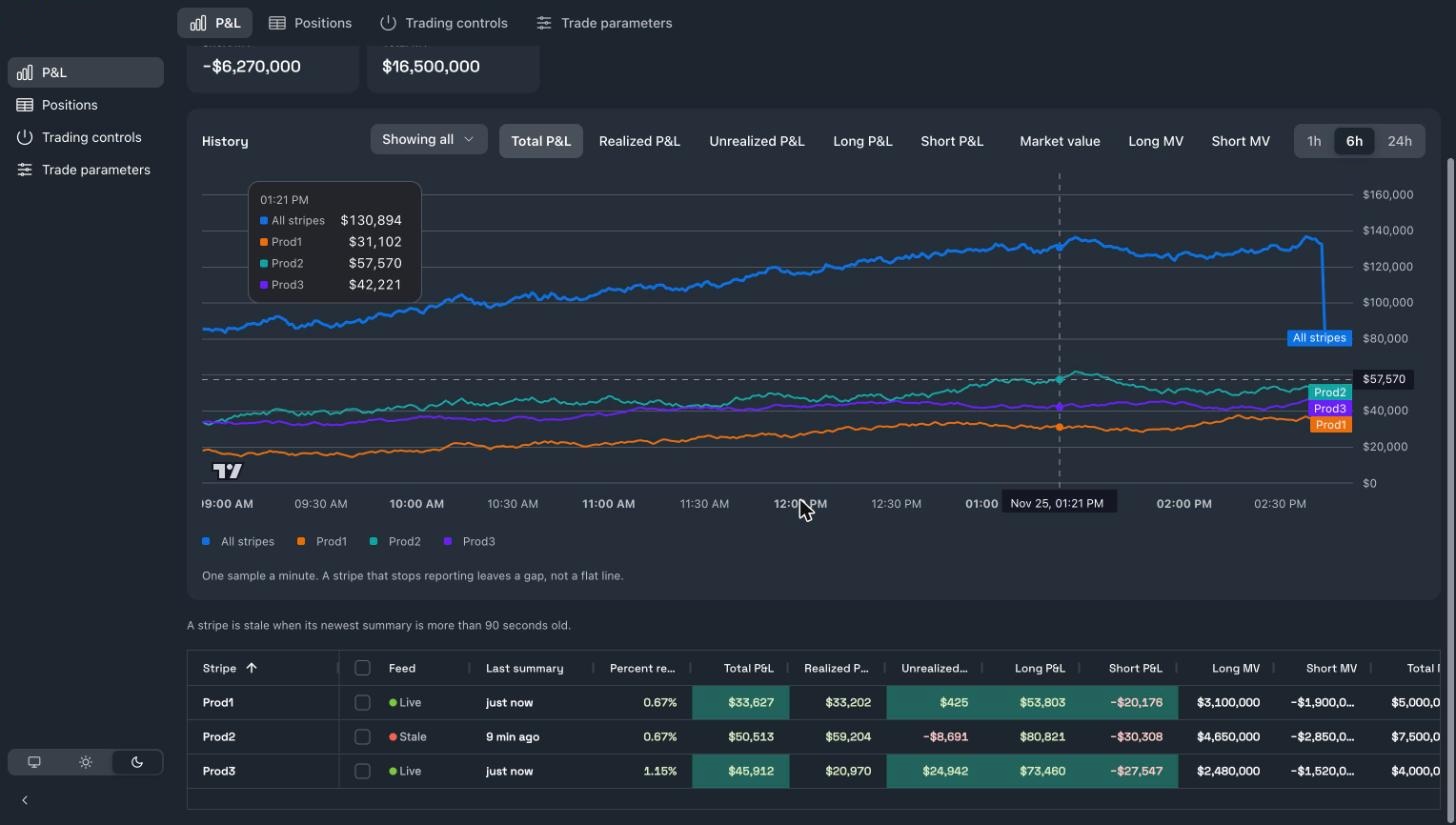 P&L Positions Trading controls Trade parameters
P&L
Positions
Trading controls
Trade parameters
−$6,270,000 $16,500,000
History Showing all Total P&L Realized P&L Unrealized P&L Long P&L Short P&L Market value Long MV Short MV 1h 6h 24h
01:21 PM
All stripes $130,894
Prod1 $31,102
Prod2 $57,570
Prod3 $42,221
$160,000
$140,000
$120,000
$100,000
All stripes $80,000
$57,570
Prod2
Prod3 $40,000
Prod1
$20,000
$0
09:00 AM 09:30 AM 10:00 AM 10:30 AM 11:00 AM 11:30 AM 12:00 PM 12:30 PM 01:00 Nov 25, 01:21 PM 02:00 PM 02:30 PM
All stripes Prod1 Prod2 Prod3
One sample a minute. A stripe that stops reporting leaves a gap, not a flat line.
A stripe is stale when its newest summary is more than 90 seconds old.
Stripe Feed Last summary Percent re... Total P&L Realized P... Unrealized... Long P&L Short P&L Long MV Short MV Total
Prod1 Live just now 0.67% $33,627 $33,202 $425 $53,803 −$20,176 $3,100,000 −$1,900,0... $5,000,0
Prod2 Stale 9 min ago 0.67% $50,513 $59,204 −$8,691 $80,821 −$30,308 $4,650,000 −$2,850,0... $7,500,0
Prod3 Live just now 1.15% $45,912 $20,970 $24,942 $73,460 −$27,547 $2,480,000 −$1,520,0... $4,000,0